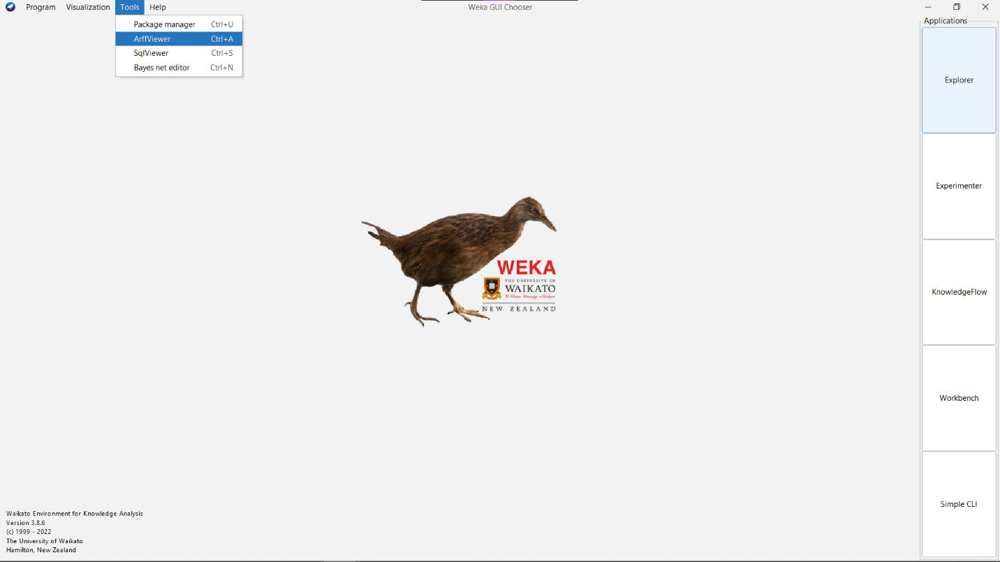 Program Visualization Tools Help
Weka GUI Chooser
Package manager Ctrl+U
ArffViewer Ctrl+A
SqlViewer Ctrl+S
Bayes net editor Ctrl+N
Applications
Explorer
Experimenter
KnowledgeFlow
Workbench
Simple CLI
WEKA
THE UNIVERSITY OF
WAIKATO
Te Whare Wānanga o Waikato
NEW ZEALAND
Waikato Environment for Knowledge Analysis
Version 3.8.6
(c) 1999 - 2022
The University of Waikato
Hamilton, New Zealand